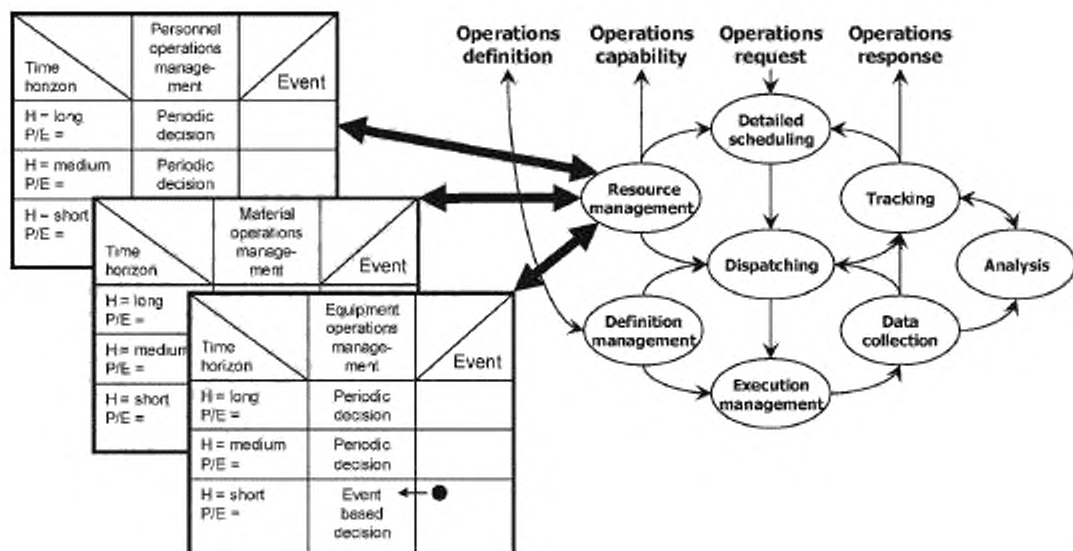 Personnel
operations
manage-
ment
Time
horizon
Event
H = long
P/E =
Periodic
decision
H = medium
P/E =
Periodic
decision
H = short
P/E =
Material
operations
manage-
ment
Time
horizon
Event
H = long
P/E =
H = medium
P/E =
H = short
P/E =
Equipment
operations
manage-
ment
Time
horizon
Event
H = long
P/E =
Periodic
decision
H = medium
P/E =
Periodic
decision
H = short
P/E =
Event
based
decision
Operations
definition
Operations
capability
Operations
request
Operations
response
Detailed
scheduling
Resource
management
Tracking
Dispatching
Analysis
Definition
management
Data
collection
Execution
management